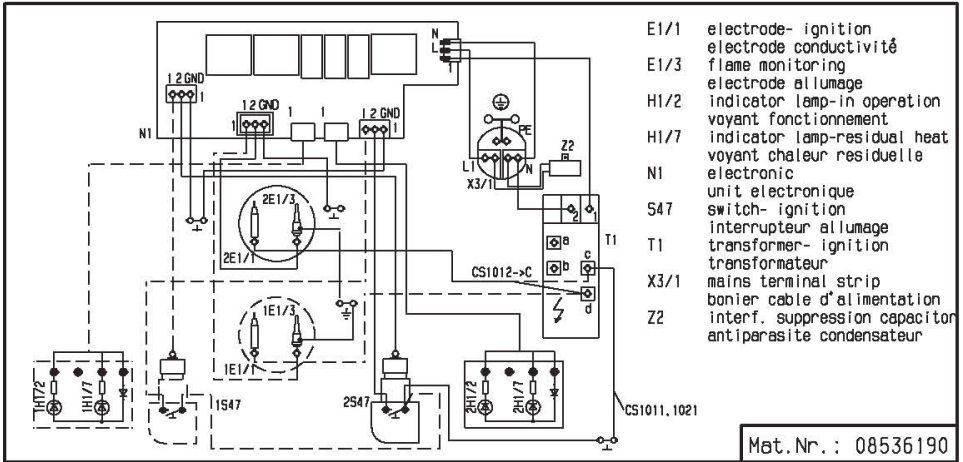 N
L
1
1 2 GND
1
N1
1 2 GND
1
1
1
1 2 GND
1
PE
L1
N
X3/1
Z2
2
1
T1
a
b
c
d
CS1012->C
2E1/3
2E1/1
1E1/3
1E1/1
1H1/2
1H1/7
1S47
2S47
2H1/2
2H1/7
CS1011,1021
E1/1 electrode- ignition
electrode conductivité
E1/3 flame monitoring
electrode allumage
H1/2 indicator lamp-in operation
voyant fonctionnement
H1/7 indicator lamp-residual heat
voyant chaleur residuelle
N1 electronic
unit electronique
S47 switch- ignition
interrupteur allumage
T1 transformer- ignition
transformateur
X3/1 mains terminal strip
bonier cable d'alimentation
Z2 interf. suppression capacitor
antiparasite condensateur
Mat.Nr.: 08536190